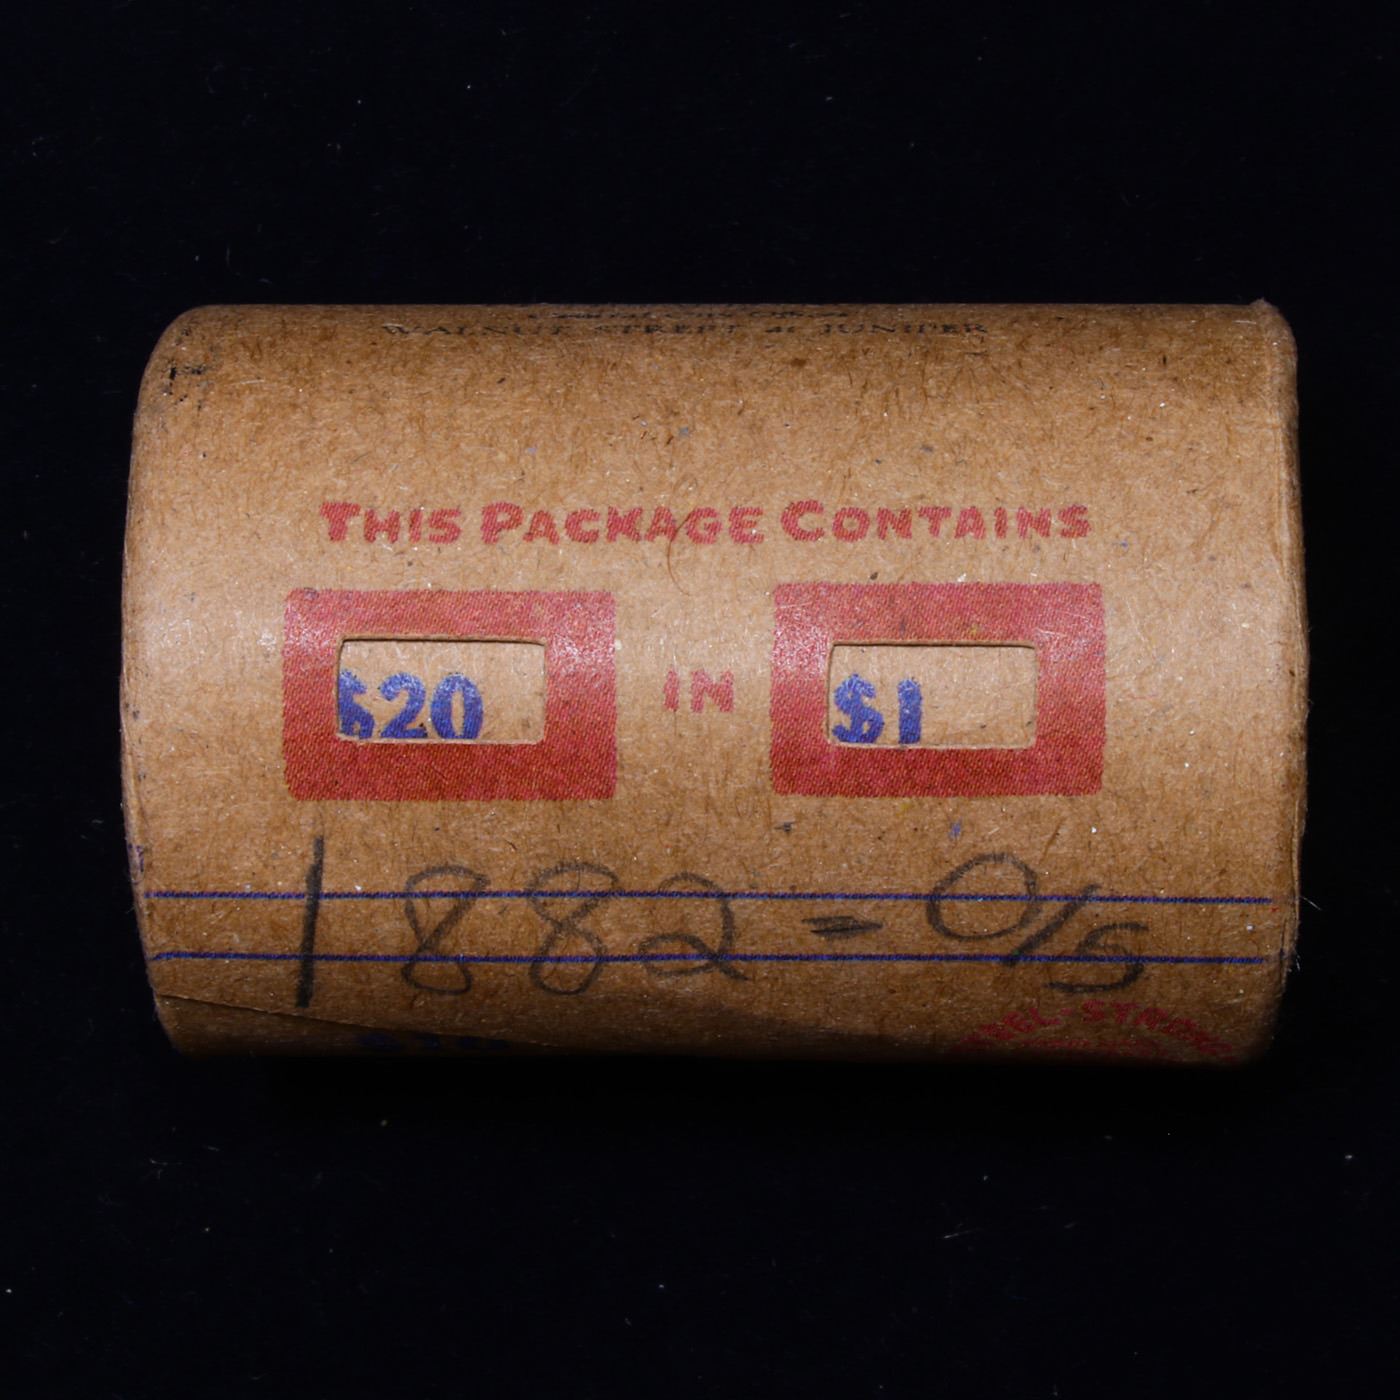 WALNUT STREET at JUNIPER
THIS PACKAGE CONTAINS
$20 IN $1
1882 = O/S